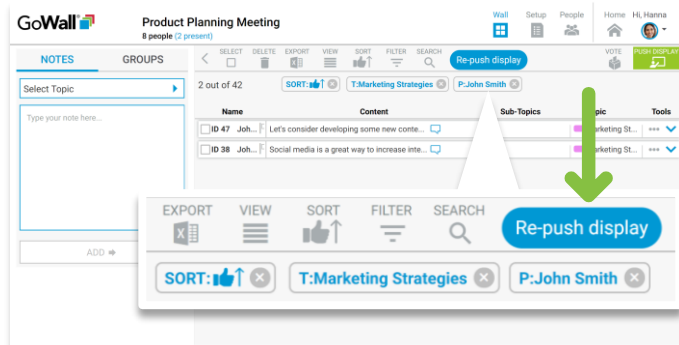 GoWall
Product Planning Meeting
8 people (2 present)
Wall Setup People Home Hi, Hanna
NOTES GROUPS
SELECT DELETE EXPORT VIEW SORT FILTER SEARCH Re-push display VOTE PUSH DISPLAY
Select Topic
2 out of 42 SORT: T:Marketing Strategies P:John Smith
Name Content Sub-Topics Tools
Type your note here...
ID 47 Joh... Let's consider developing some new conte... St...
ID 38 Joh... Social media is a great way to increase inte... St...
ADD
EXPORT VIEW SORT FILTER SEARCH Re-push display
SORT: T:Marketing Strategies P:John Smith